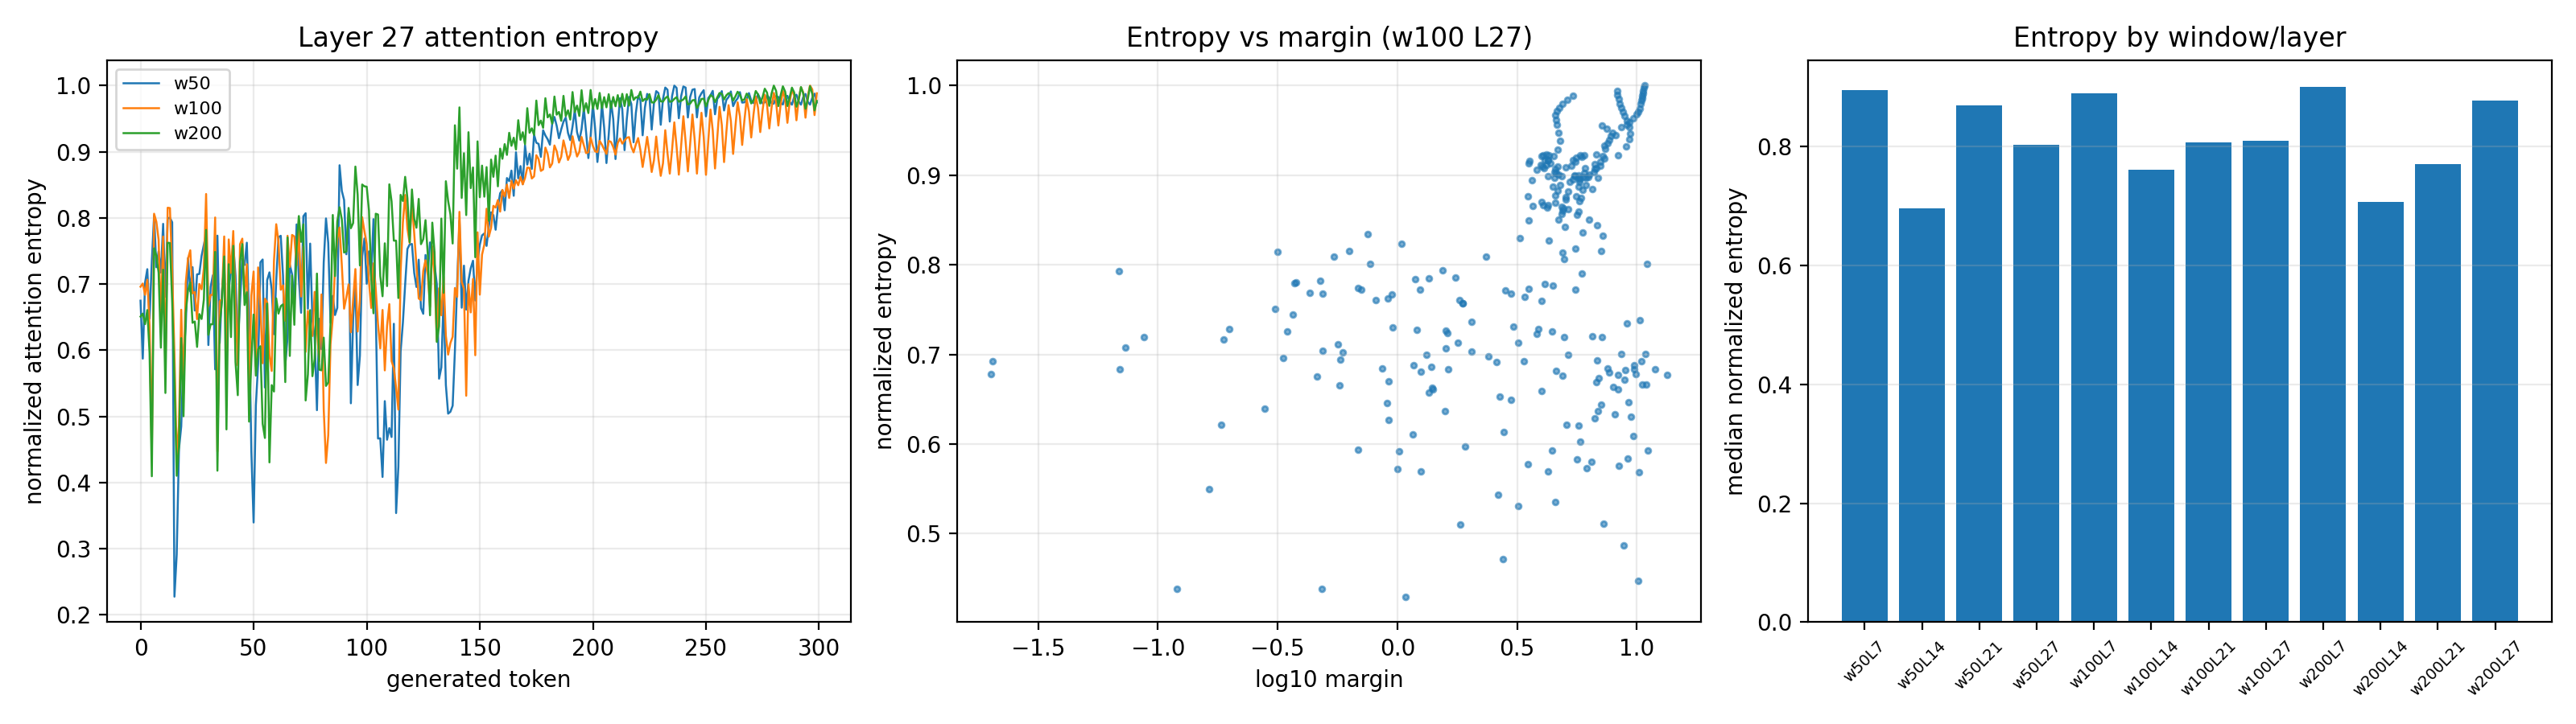 Layer 27 attention entropy
normalized attention entropy
1.0
0.9
0.8
0.7
0.6
0.5
0.4
0.3
0.2
w50
w100
w200
0 50 100 150 200 250 300
generated token
Entropy vs margin (w100 L27)
normalized entropy
1.0
0.9
0.8
0.7
0.6
0.5
−1.5 −1.0 −0.5 0.0 0.5 1.0
log10 margin
Entropy by window/layer
median normalized entropy
0.8
0.6
0.4
0.2
0.0
w50L7 w50L14 w50L21 w50L27 w100L7 w100L14 w100L21 w100L27 w200L7 w200L14 w200L21 w200L27